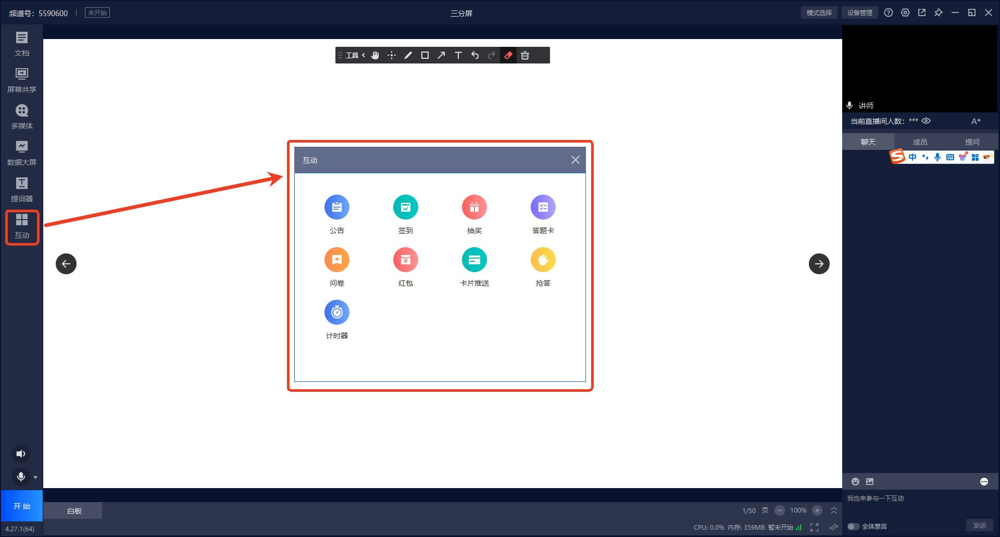 频道号：5590600
未开始
三分屏
模式选择
设备管理
文档
屏幕共享
多媒体
数据大屏
提词器
互动
工具
讲师
当前直播间人数：***
A+
聊天
成员
提问
中
互动
公告
签到
抽奖
答题卡
问卷
红包
卡片推送
抢答
计时器
开 始
4.27.1(64)
白板
1/50 页
100%
CPU: 0.0% 内存: 359MB 暂未开始
我也来参与一下互动
全体禁言
发送